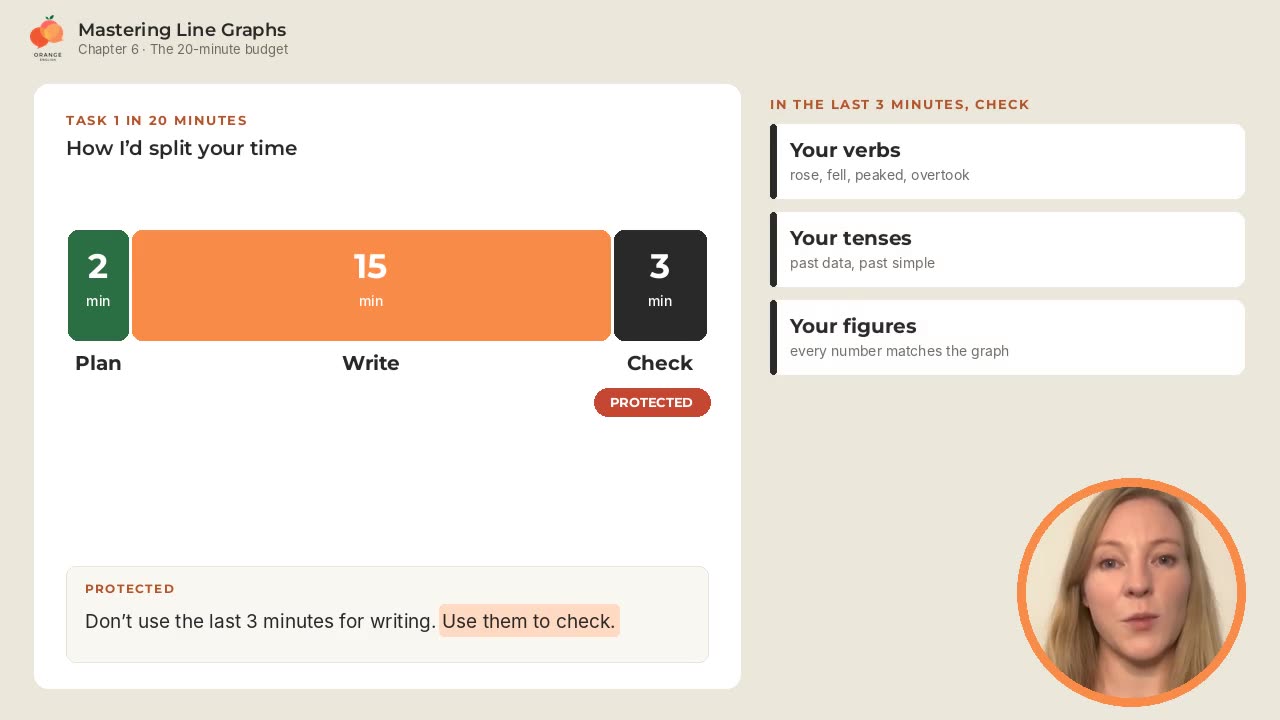 ORANGE
ENGLISH
Mastering Line Graphs
Chapter 6 · The 20-minute budget
TASK 1 IN 20 MINUTES
How I’d split your time
2
min
Plan
15
min
Write
3
min
Check
PROTECTED
PROTECTED
Don’t use the last 3 minutes for writing. Use them to check.
IN THE LAST 3 MINUTES, CHECK
Your verbs
rose, fell, peaked, overtook
Your tenses
past data, past simple
Your figures
every number matches the graph